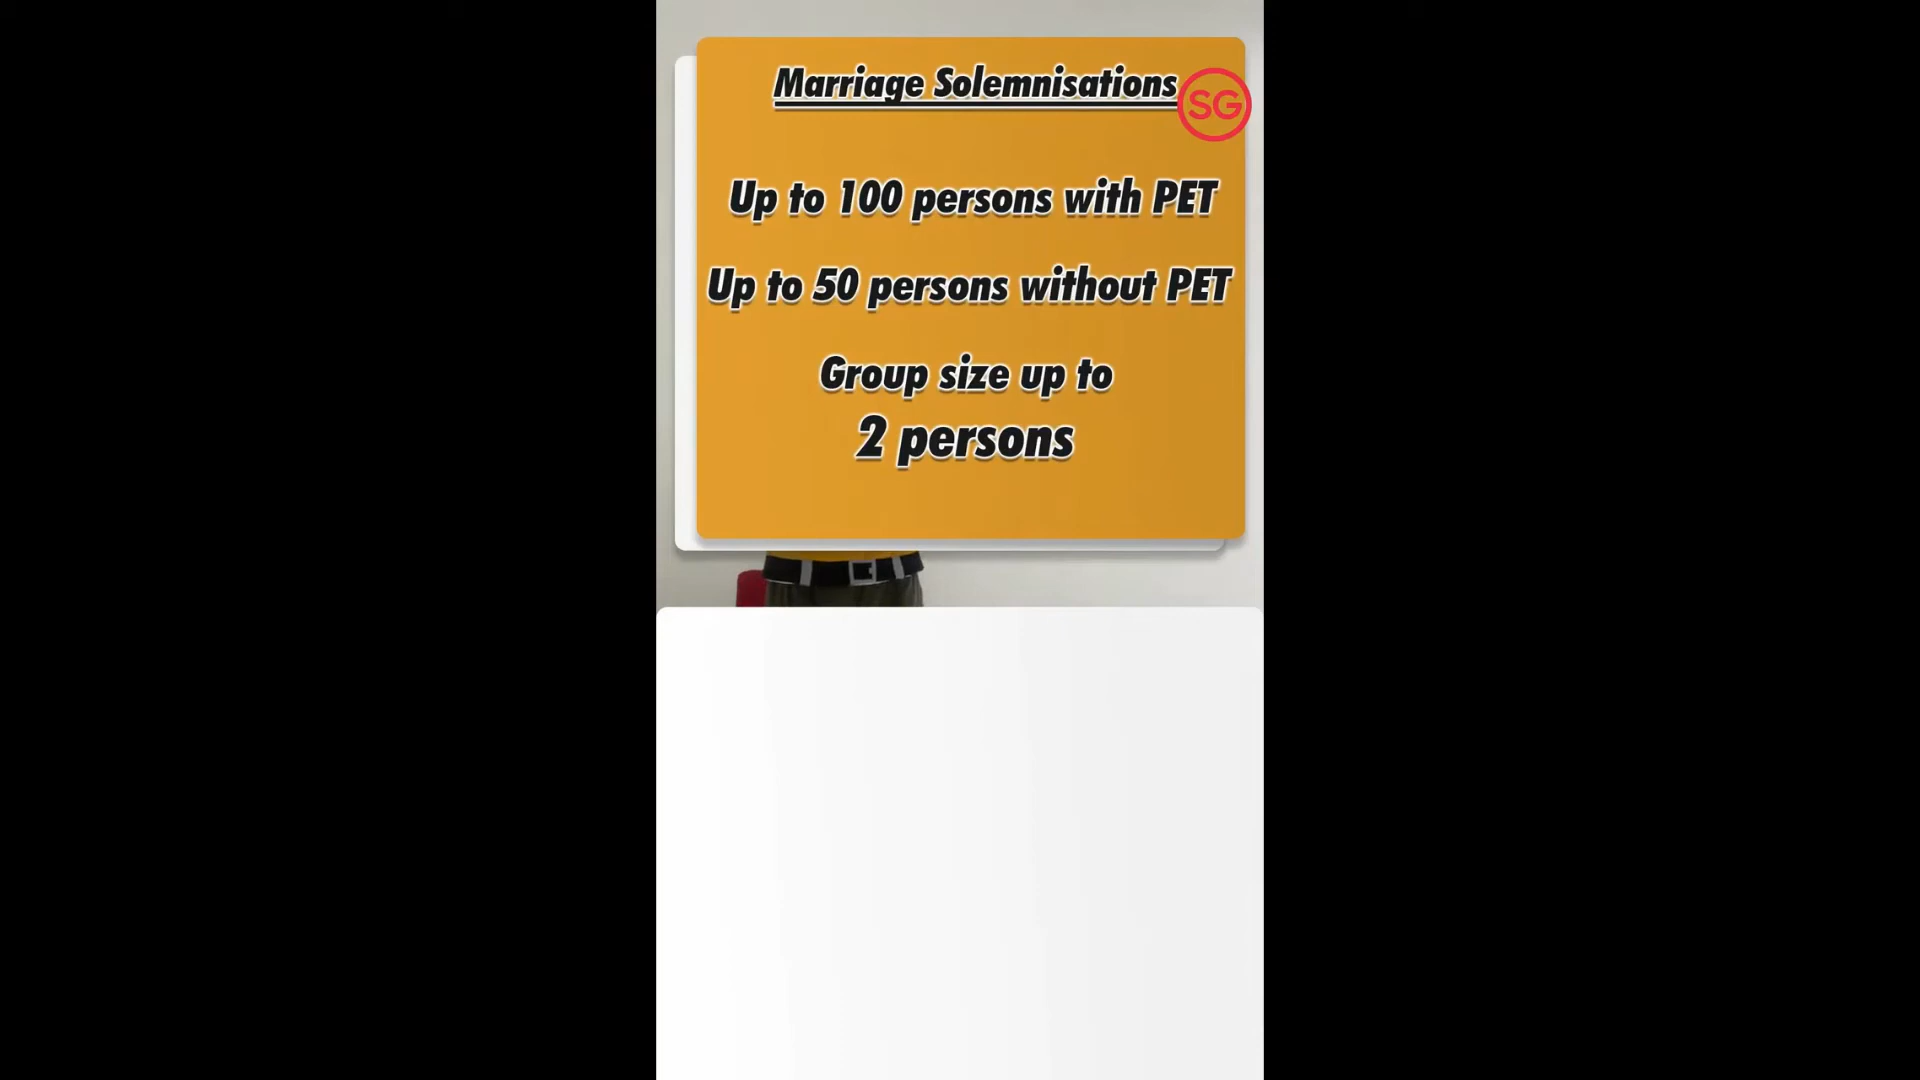 Marriage Solemnisations
SG
Up to 100 persons with PET
Up to 50 persons without PET
Group size up to
2 persons